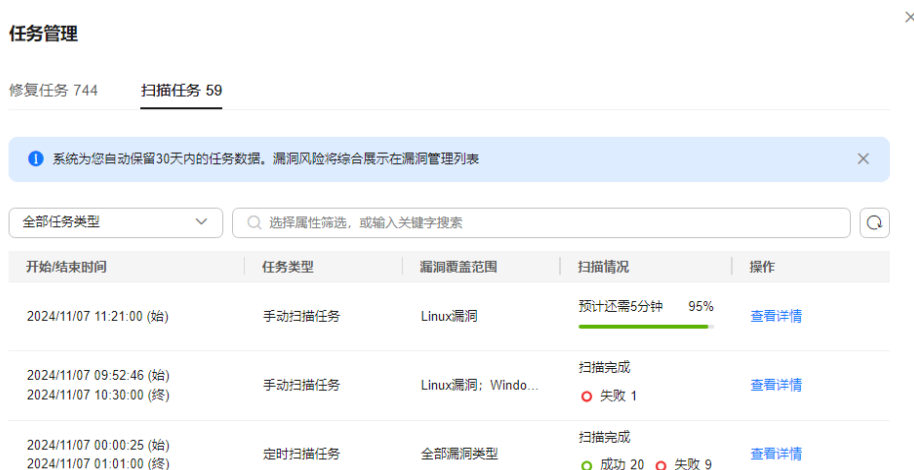 任务管理
修复任务 744 扫描任务 59
系统为您自动保留30天内的任务数据。漏洞风险将综合展示在漏洞管理列表
全部任务类型 选择属性筛选，或输入关键字搜索
开始/结束时间 任务类型 漏洞覆盖范围 扫描情况 操作
2024/11/07 11:21:00 (始) 手动扫描任务 Linux漏洞 预计还需5分钟 95% 查看详情
2024/11/07 09:52:46 (始)
2024/11/07 10:30:00 (终)
手动扫描任务 Linux漏洞；Windo...
扫描完成
失败 1
查看详情
2024/11/07 00:00:25 (始)
2024/11/07 01:01:00 (终)
定时扫描任务 全部漏洞类型
扫描完成
成功 20 失败 9
查看详情